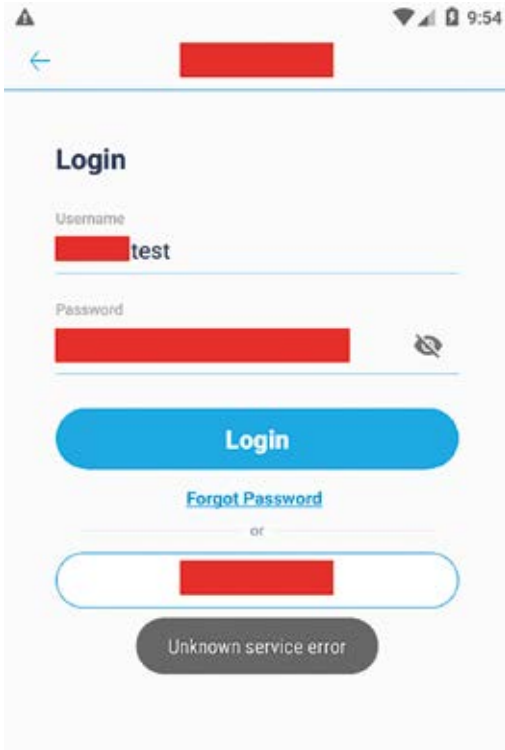 9:54
Login
Username
test
Password
Login
Forgot Password
or
Unknown service error